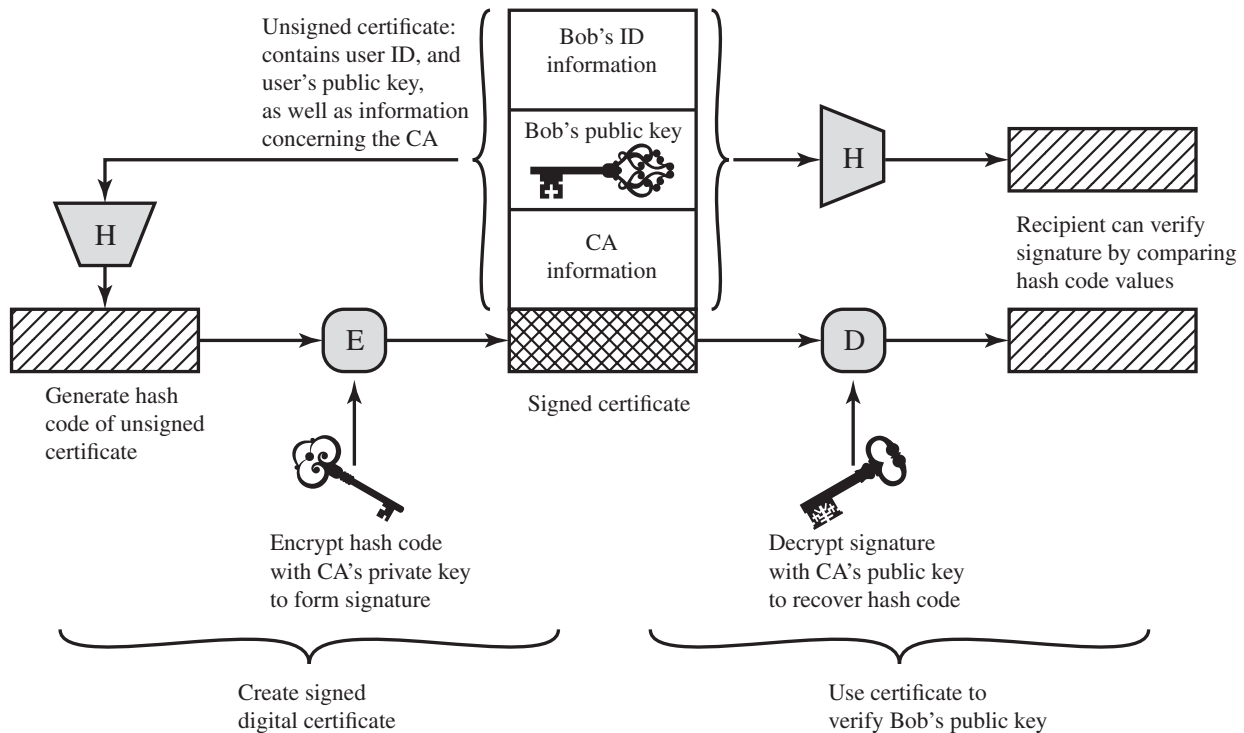 Unsigned certificate:
contains user ID, and
user's public key,
as well as information
concerning the CA
Bob's ID
information
Bob's public key
CA
information
H
H
Recipient can verify
signature by comparing
hash code values
E
D
Generate hash
code of unsigned
certificate
Signed certificate
Encrypt hash code
with CA's private key
to form signature
Decrypt signature
with CA's public key
to recover hash code
Create signed
digital certificate
Use certificate to
verify Bob's public key